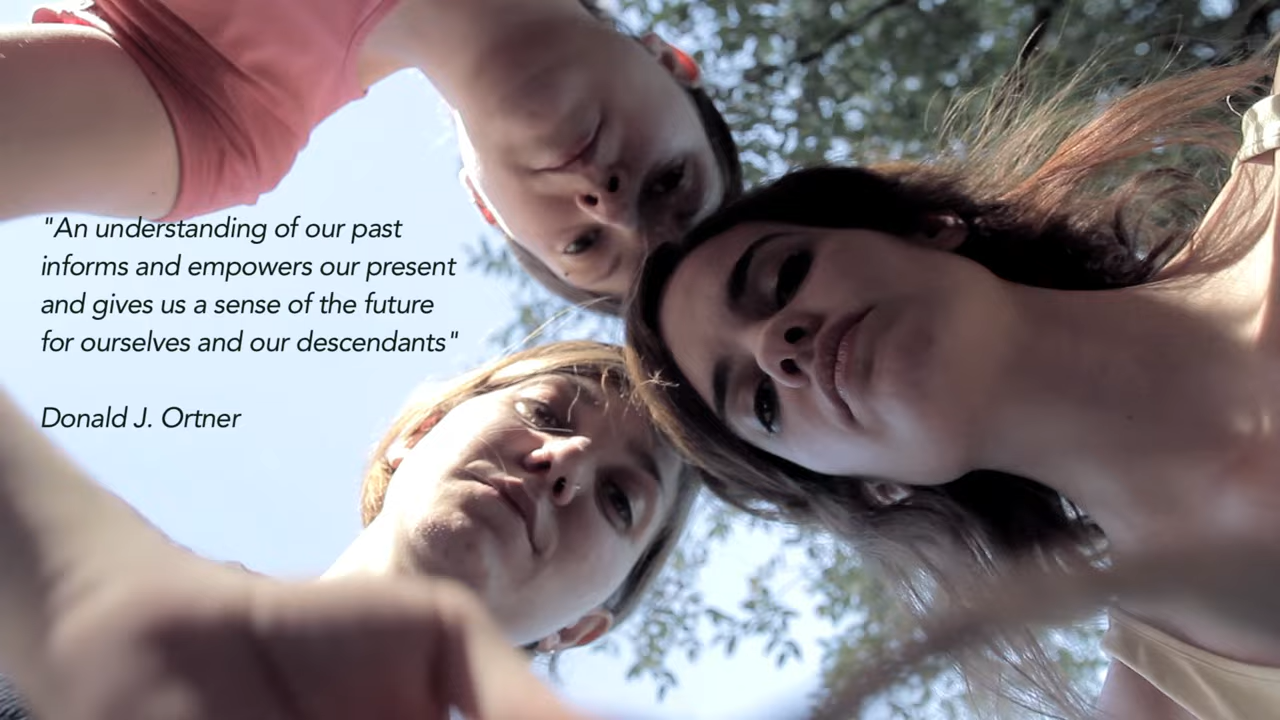 "An understanding of our past
informs and empowers our present
and gives us a sense of the future
for ourselves and our descendants"
Donald J. Ortner